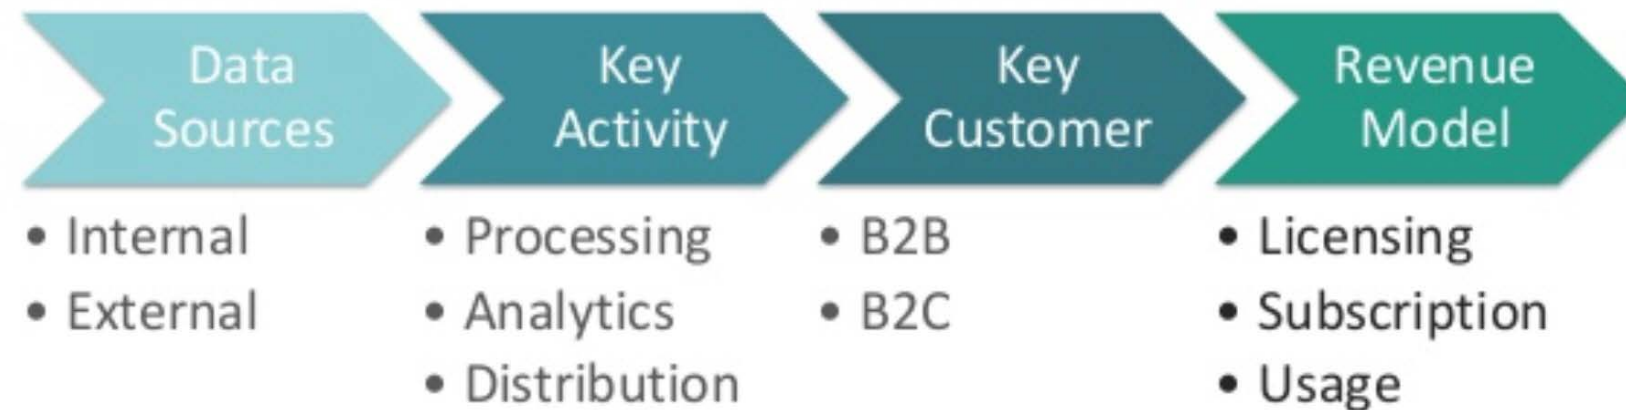 Data
Sources
• Internal
• External
Key
Activity
• Processing
• Analytics
• Distribution
Key
Customer
• B2B
• B2C
Revenue
Model
• Licensing
• Subscription
• Usage